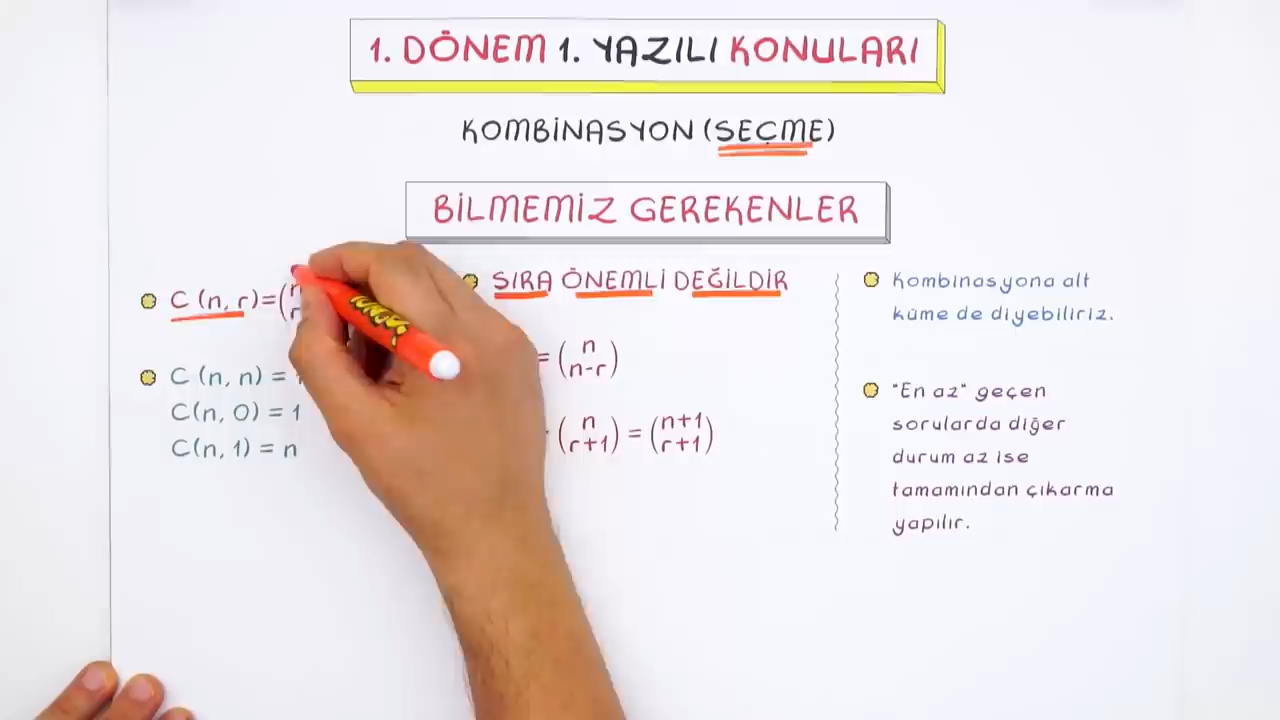 1. DÖNEM 1. YAZILI KONULARI
KOMBİNASYON (SEÇME)
BİLMEMİZ GEREKENLER
C (n, r)=(
C (n, n) =
C(n, 0) = 1
C(n, 1) = n
SIRA ÖNEMLİ DEĞİLDİR
= (n
n-r)
(n
r+1) = (n+1
r+1)
Kombinasyona alt
küme de diyebiliriz.
"En az" geçen
sorularda diğer
durum az ise
tamamından çıkarma
yapılır.